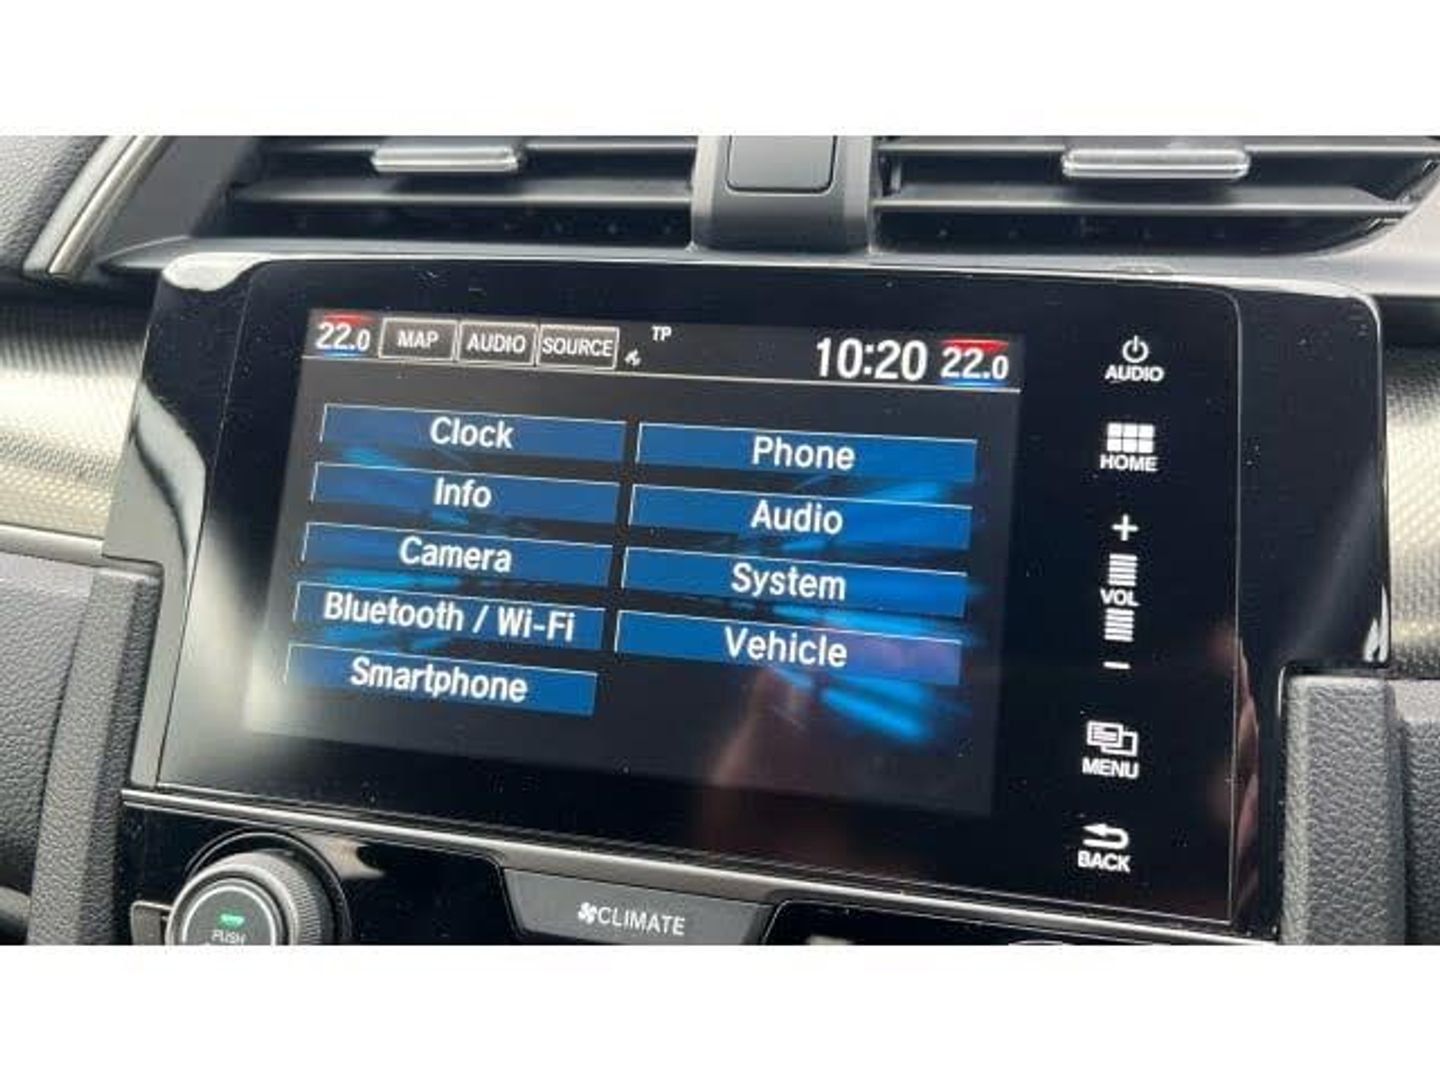 22.0 MAP AUDIO SOURCE TP 10:20 22.0
Clock
Phone
Info
Audio
Camera
System
Bluetooth / Wi-Fi
Vehicle
Smartphone
AUDIO
HOME
+
VOL
−
MENU
BACK
CLIMATE
PUSH